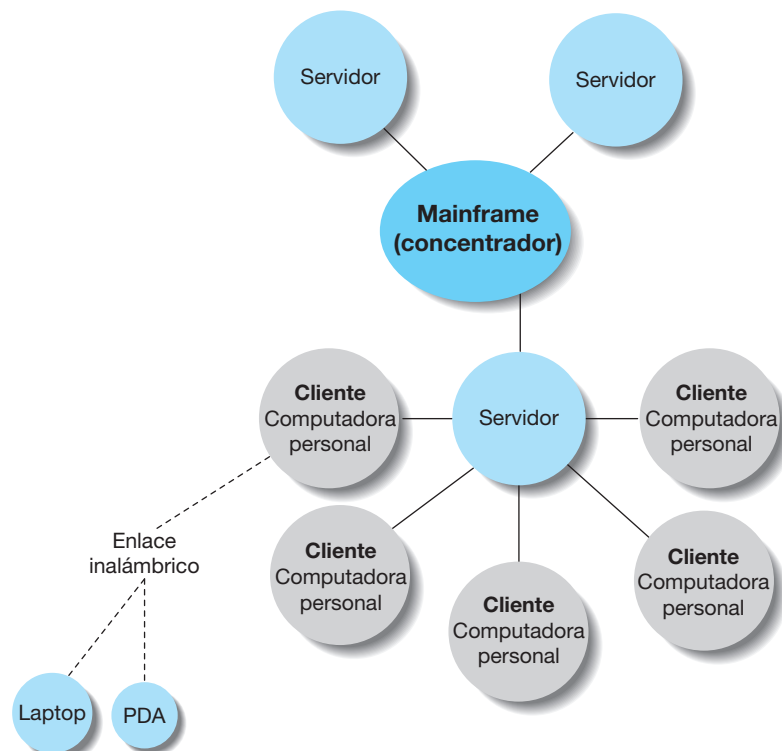 Servidor
Servidor
Mainframe
(concentrador)
Cliente
Computadora
personal
Servidor
Cliente
Computadora
personal
Enlace
inalámbrico
Cliente
Computadora
personal
Cliente
Computadora
personal
Cliente
Computadora
personal
Laptop
PDA